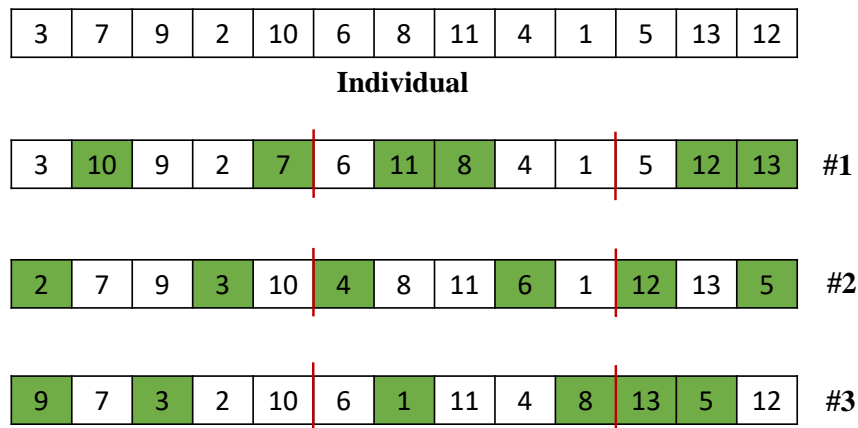 3 7 9 2 10 6 8 11 4 1 5 13 12
Individual
3 10 9 2 7 6 11 8 4 1 5 12 13 #1
2 7 9 3 10 4 8 11 6 1 12 13 5 #2
9 7 3 2 10 6 1 11 4 8 13 5 12 #3